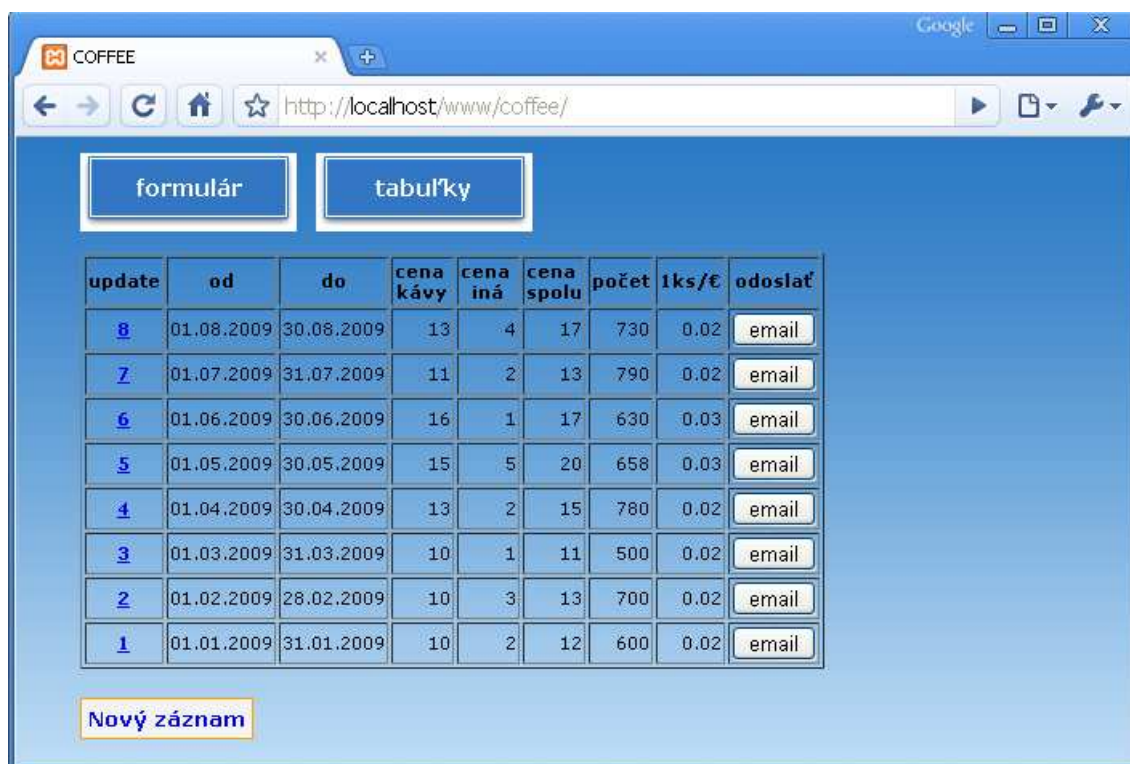 Google
COFFEE
http://localhost/www/coffee/
formulár tabuľky
update od do cena kávy cena iná cena spolu počet 1ks/€ odoslať
8 01.08.2009 30.08.2009 13 4 17 730 0.02 email
7 01.07.2009 31.07.2009 11 2 13 790 0.02 email
6 01.06.2009 30.06.2009 16 1 17 630 0.03 email
5 01.05.2009 30.05.2009 15 5 20 658 0.03 email
4 01.04.2009 30.04.2009 13 2 15 780 0.02 email
3 01.03.2009 31.03.2009 10 1 11 500 0.02 email
2 01.02.2009 28.02.2009 10 3 13 700 0.02 email
1 01.01.2009 31.01.2009 10 2 12 600 0.02 email
Nový záznam